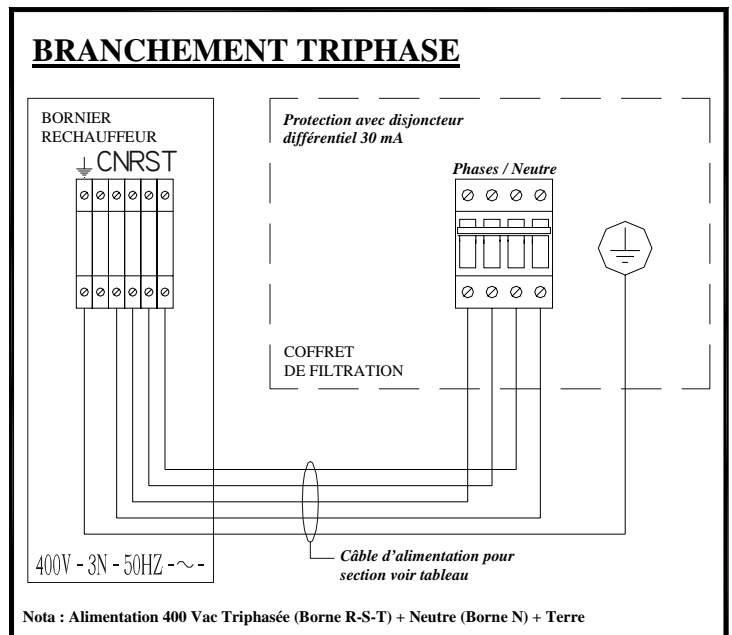 BRANCHEMENT TRIPHASE
BORNIER
RECHAUFFEUR
CNRST
Protection avec disjoncteur
différentiel 30 mA
Phases / Neutre
COFFRET
DE FILTRATION
400V - 3N - 50HZ -~-
Câble d'alimentation pour
section voir tableau
Nota : Alimentation 400 Vac Triphasée (Borne R-S-T) + Neutre (Borne N) + Terre